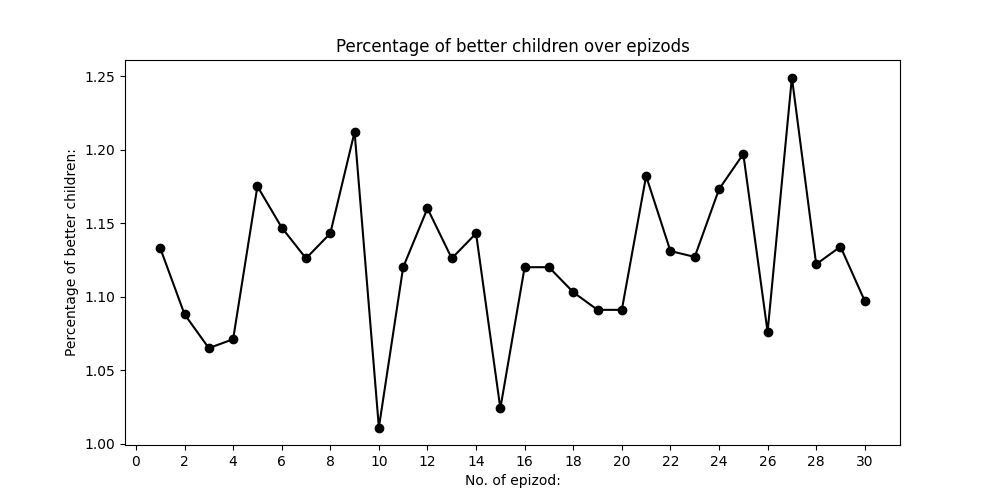 Percentage of better children over epizods
Percentage of better children:
1.25
1.20
1.15
1.10
1.05
1.00
0 2 4 6 8 10 12 14 16 18 20 22 24 26 28 30
No. of epizod: